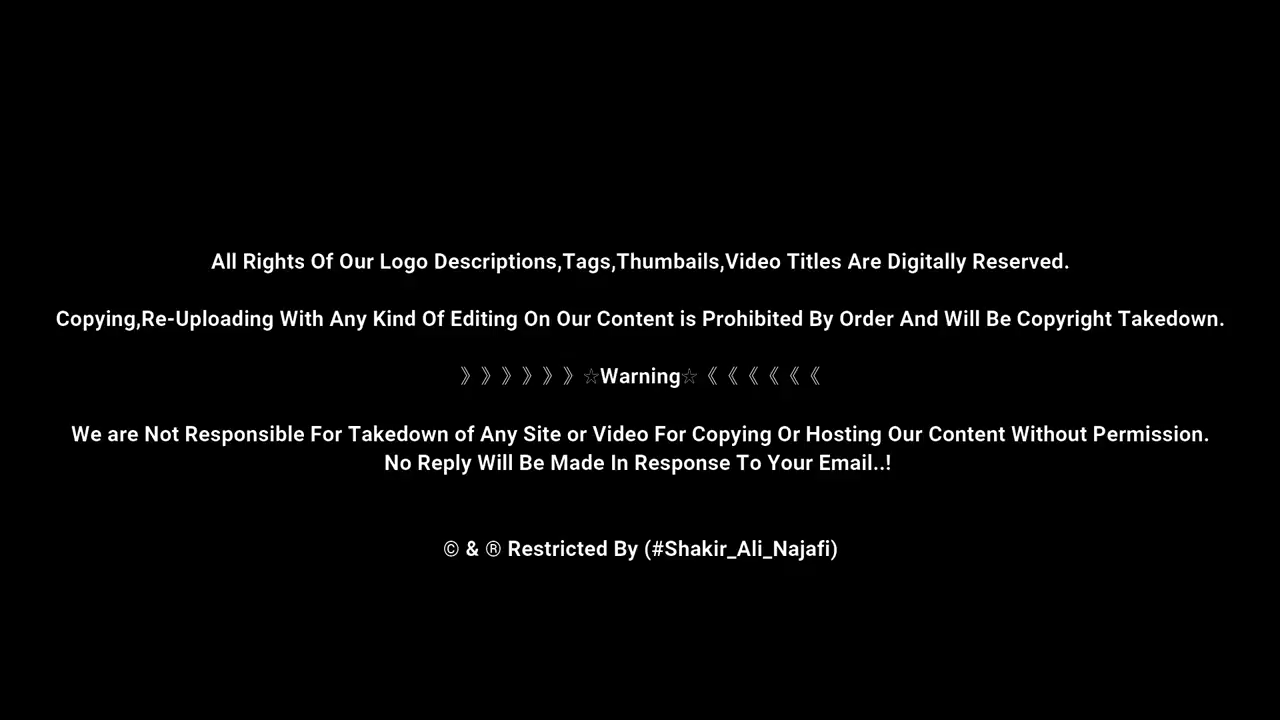 All Rights Of Our Logo Descriptions,Tags,Thumbails,Video Titles Are Digitally Reserved.
Copying,Re-Uploading With Any Kind Of Editing On Our Content is Prohibited By Order And Will Be Copyright Takedown.
》》》》》》☆Warning☆《《《《《《
We are Not Responsible For Takedown of Any Site or Video For Copying Or Hosting Our Content Without Permission.
No Reply Will Be Made In Response To Your Email..!
© & ® Restricted By (#Shakir_Ali_Najafi)